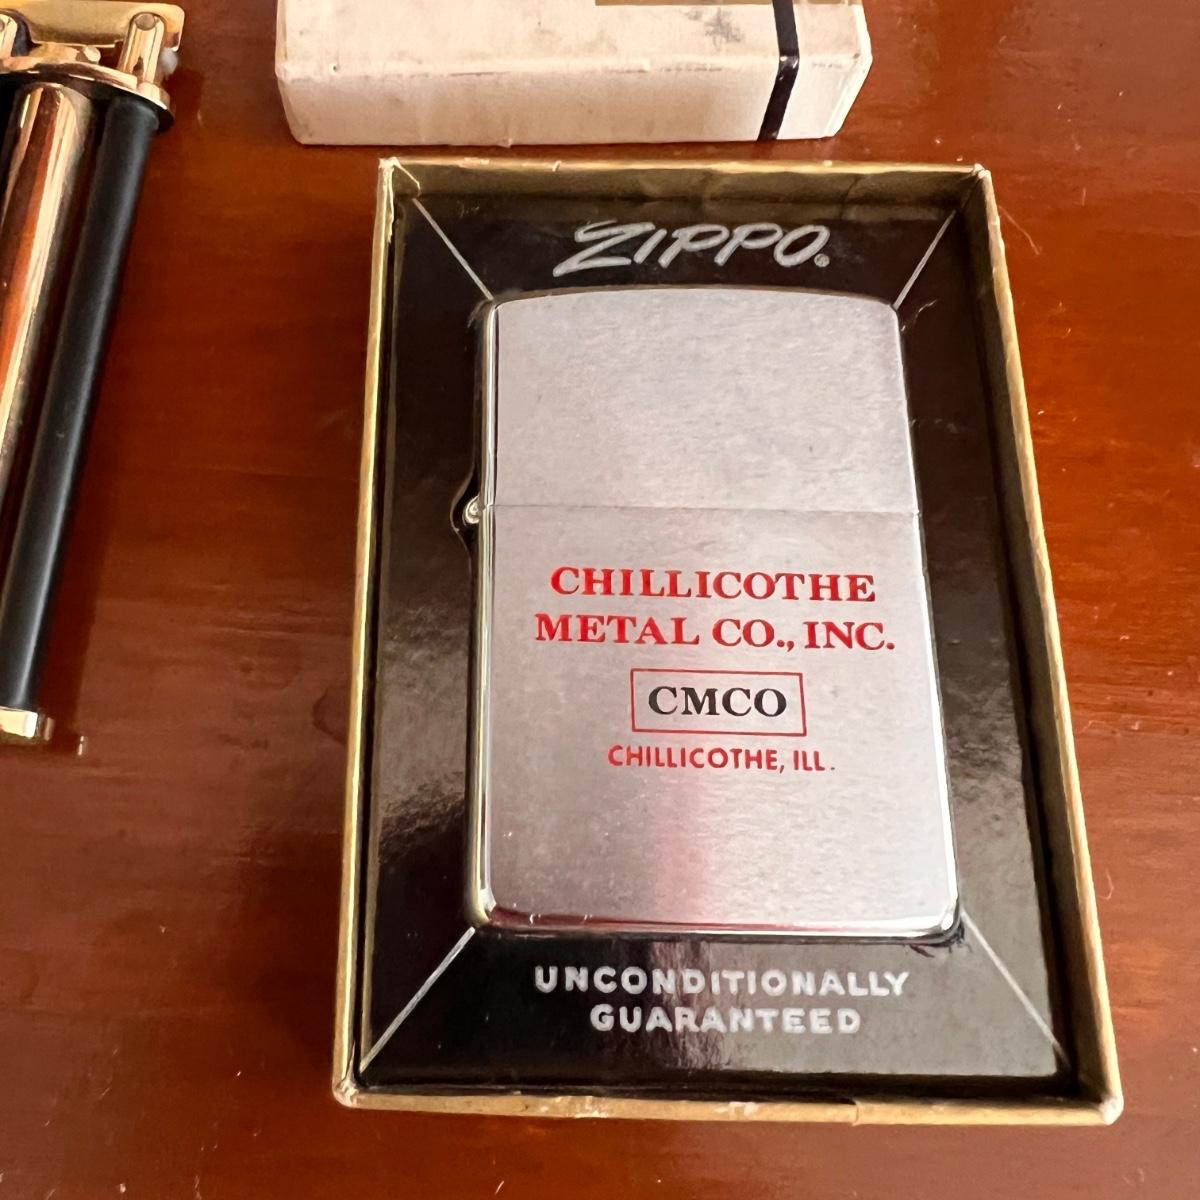 ZIPPO®
CHILLICOTHE
METAL CO., INC.
CMCO
CHILLICOTHE, ILL.
UNCONDITIONALLY
GUARANTEED